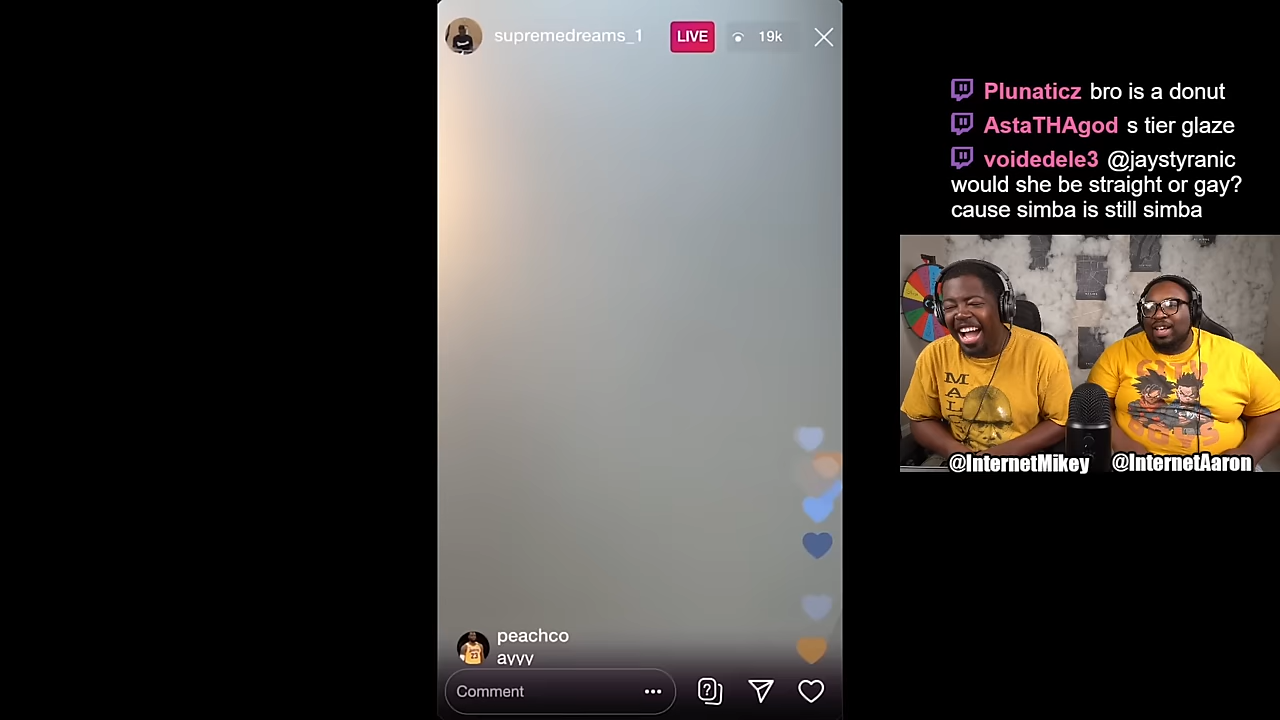 supremedreams_1
LIVE
19k
Plunaticz bro is a donut
AstaTHAgod s tier glaze
voidedele3 @jaystyranic
would she be straight or gay?
cause simba is still simba
@InternetMikey
@InternetAaron
peachco
ayyy
Comment